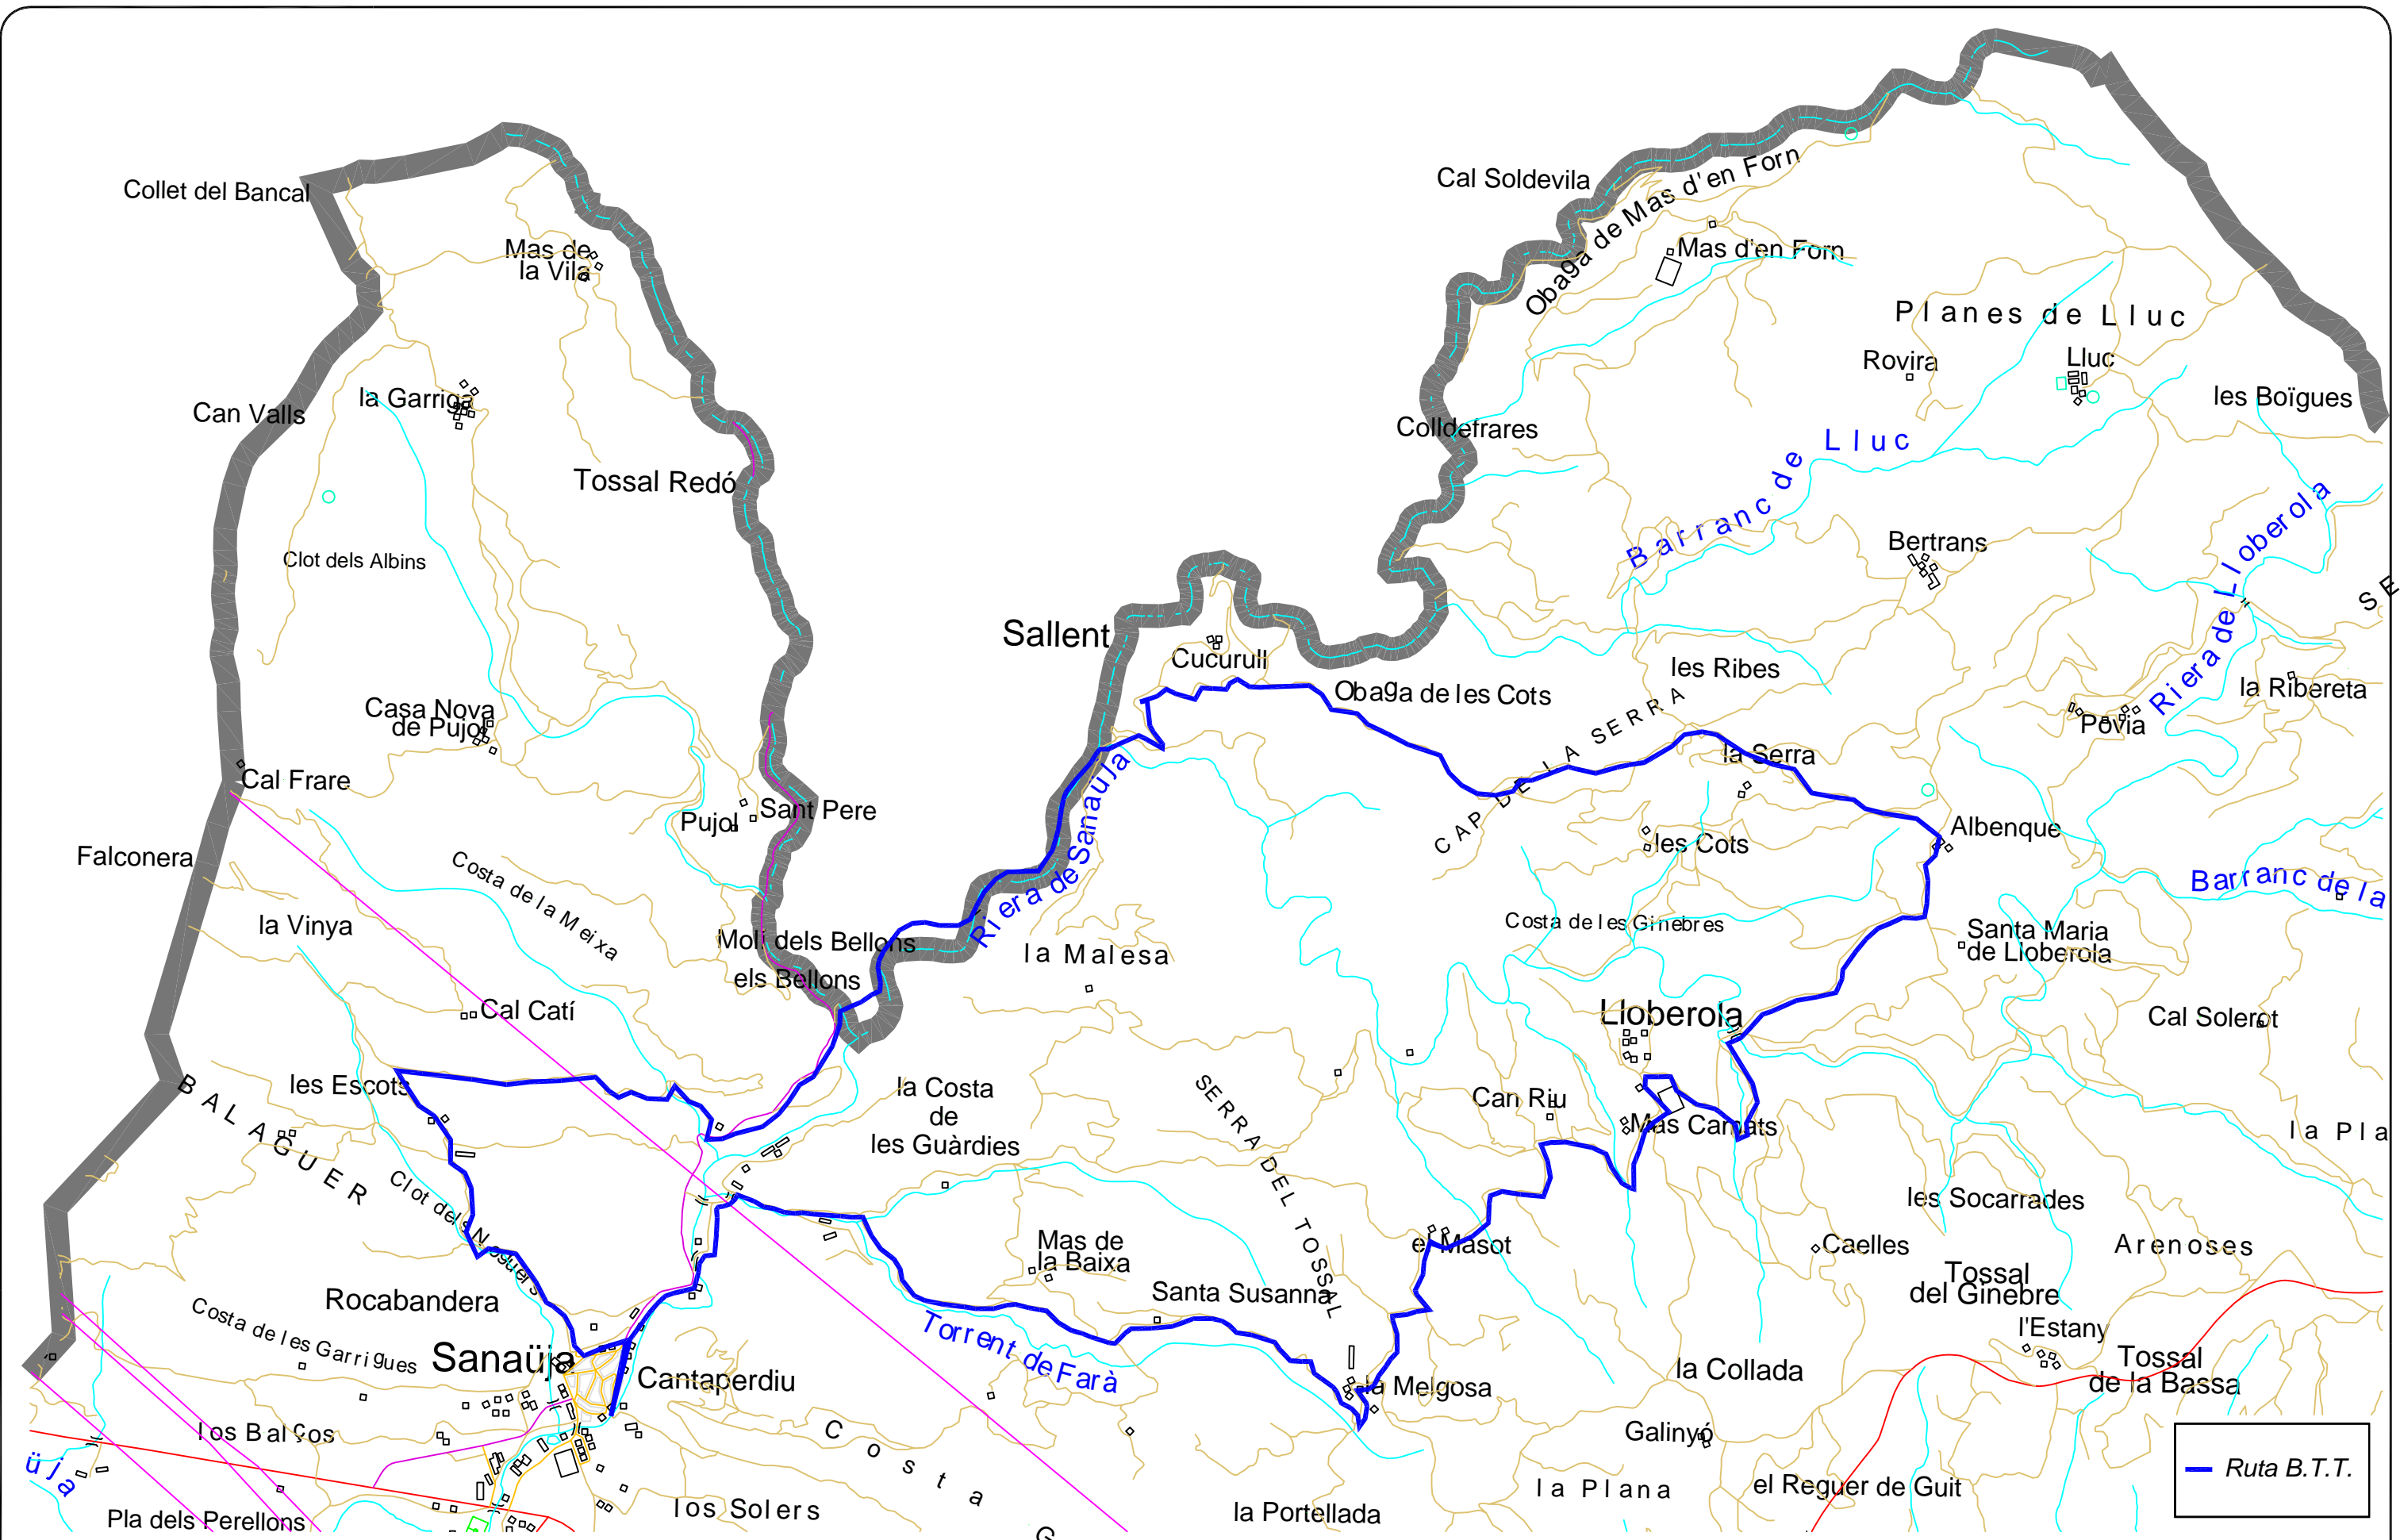 Collet del Bancal
Cal Soldevila
Obaga de Mas d'en Forn
Mas de
la Vila
Mas d'en Forn
Planes de Lluc
Rovira
Lluc
les Boïgues
la Garriga
Can Valls
Colldefrares
Barranc de Lluc
Tossal Redó
Riera de Lloberola
Bertrans
Clot dels Albins
SE
Sallent
Cucurull
les Ribes
Obaga de les Cots
la Ribereta
Povia
Casa Nova
de Pujol
CAP DE LA SERRA
la Serra
Cal Frare
Riera de Sanaüja
Sant Pere
Pujol
Albenque
les Cots
Falconera
Costa de la Meixa
Barranc de la
la Vinya
Costa de les Ginebres
Santa Maria
de Lloberola
Molí dels Bellons
la Malesa
els Bellons
Cal Catí
Lloberola
Cal Solerot
BALAGUER
les Escots
la Costa
de
les Guàrdies
SERRA DEL TOSSAL
Can Riu
Mas Camats
la Pla
Clot dels Noguers
les Socarrades
Mas de
la Baixa
el Masot
Caelles
Arenoses
Tossal
del Ginebre
Santa Susanna
Rocabandera
Costa de les Garrigues
Torrent de Farà
l'Estany
Sanaüja
Cantaperdiu
Tossal
de la Bassa
la Collada
la Melgosa
los Balços
Costa
G
Galinyó
üja
la Plana
el Reguer de Guit
Ruta B.T.T.
los Solers
la Portellada
Pla dels Perellons